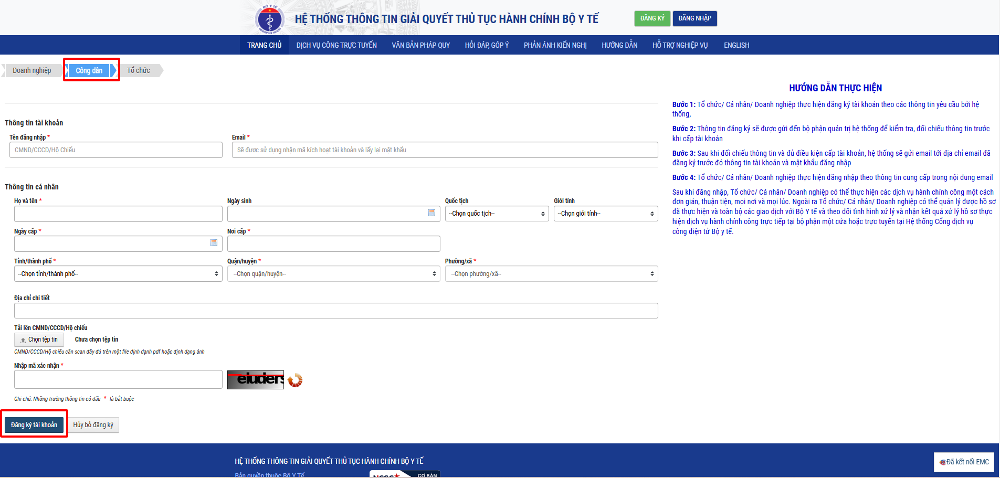 BỘ Y TẾ
MINISTRY OF HEALTH
HỆ THỐNG THÔNG TIN GIẢI QUYẾT THỦ TỤC HÀNH CHÍNH BỘ Y TẾ
ĐĂNG KÝ
ĐĂNG NHẬP
TRANG CHỦ
DỊCH VỤ CÔNG TRỰC TUYẾN
VĂN BẢN PHÁP QUY
HỎI ĐÁP, GÓP Ý
PHẢN ÁNH KIẾN NGHỊ
HƯỚNG DẪN
HỖ TRỢ NGHIỆP VỤ
ENGLISH
Doanh nghiệp
Công dân
Tổ chức
Thông tin tài khoản
Tên đăng nhập *
Email *
CMND/CCCD/Hộ Chiếu
Sẽ được sử dụng nhận mã kích hoạt tài khoản và lấy lại mật khẩu
Thông tin cá nhân
Họ và tên *
Ngày sinh
Quốc tịch
Giới tính
--Chọn quốc tịch--
--Chọn giới tính--
Ngày cấp *
Nơi cấp *
Tỉnh/thành phố *
Quận/huyện *
Phường/xã *
--Chọn tỉnh/thành phố--
--Chọn quận/huyện--
--Chọn phường/xã--
Địa chỉ chi tiết
Tải lên CMND/CCCD/Hộ chiếu
Chọn tệp tin
Chưa chọn tệp tin
CMND/CCCD/Hộ chiếu cần scan đầy đủ trên một file định dạnh pdf hoặc định dạng ảnh
Nhập mã xác nhận *
eluders
Ghi chú: Những trường thông tin có dấu * là bắt buộc
Đăng ký tài khoản
Hủy bỏ đăng ký
HƯỚNG DẪN THỰC HIỆN
Bước 1: Tổ chức/ Cá nhân/ Doanh nghiệp thực hiện đăng ký tài khoản theo các thông tin yêu cầu bởi hệ
thống,
Bước 2: Thông tin đăng ký sẽ được gửi đến bộ phận quản trị hệ thống để kiểm tra, đối chiếu thông tin trước
khi cấp tài khoản
Bước 3: Sau khi đối chiếu thông tin và đủ điều kiện cấp tài khoản, hệ thống sẽ gửi email tới địa chỉ email đã
đăng ký trước đó thông tin tài khoản và mật khẩu đăng nhập
Bước 4: Tổ chức/ Cá nhân/ Doanh nghiệp thực hiện đăng nhập theo thông tin cung cấp trong nội dung email
Sau khi đăng nhập, Tổ chức/ Cá nhân/ Doanh nghiệp có thể thực hiện các dịch vụ hành chính công một cách
đơn giản, thuận tiện, mọi nơi và mọi lúc. Ngoài ra Tổ chức/ Cá nhân/ Doanh nghiệp có thể quản lý được hồ sơ
đã thực hiện và toàn bộ các giao dịch với Bộ Y tế và theo dõi tình hình xử lý và nhận kết quả xử lý hồ sơ thực
hiện dịch vụ hành chính công trực tiếp tại bộ phận một cửa hoặc trực tuyến tại Hệ thống Cổng dịch vụ
công điện tử Bộ y tế.
HỆ THỐNG THÔNG TIN GIẢI QUYẾT THỦ TỤC HÀNH CHÍNH BỘ Y TẾ
Bản quyền thuộc Bộ Y Tế
NCSC
CƠ BẢN
Đã kết nối EMC